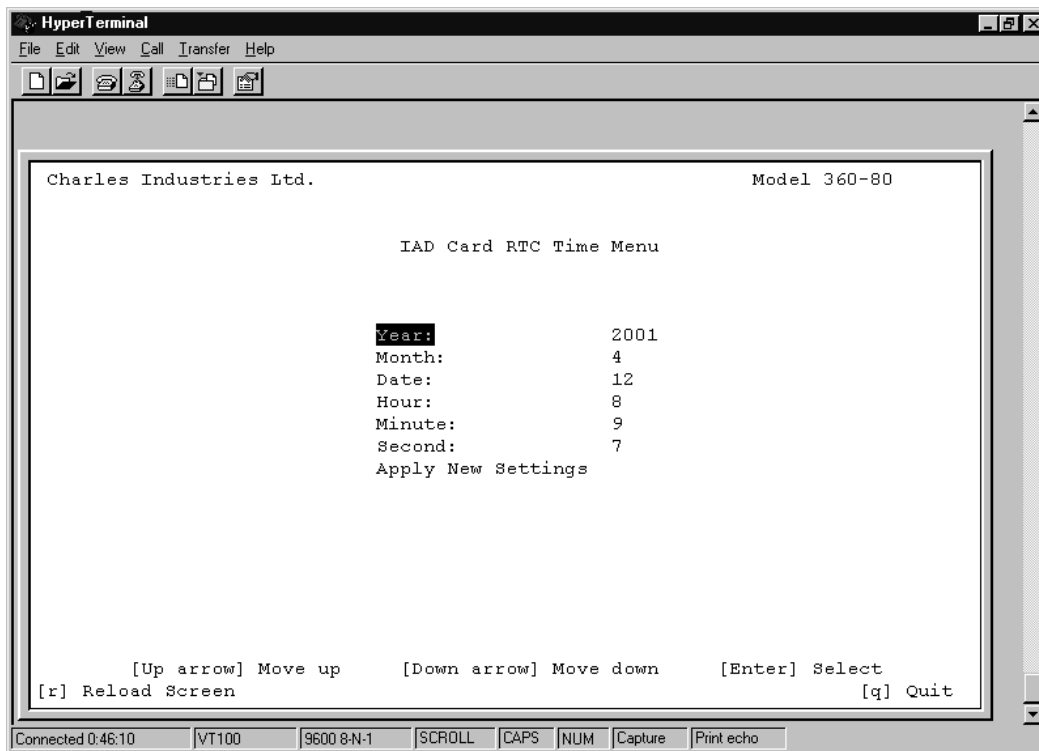 HyperTerminal
File Edit View Call Transfer Help
Charles Industries Ltd. Model 360-80
IAD Card RTC Time Menu
Year: 2001
Month: 4
Date: 12
Hour: 8
Minute: 9
Second: 7
Apply New Settings
[Up arrow] Move up [Down arrow] Move down [Enter] Select
[r] Reload Screen [q] Quit
Connected 0:46:10 VT100 9600 8-N-1 SCROLL CAPS NUM Capture Print echo